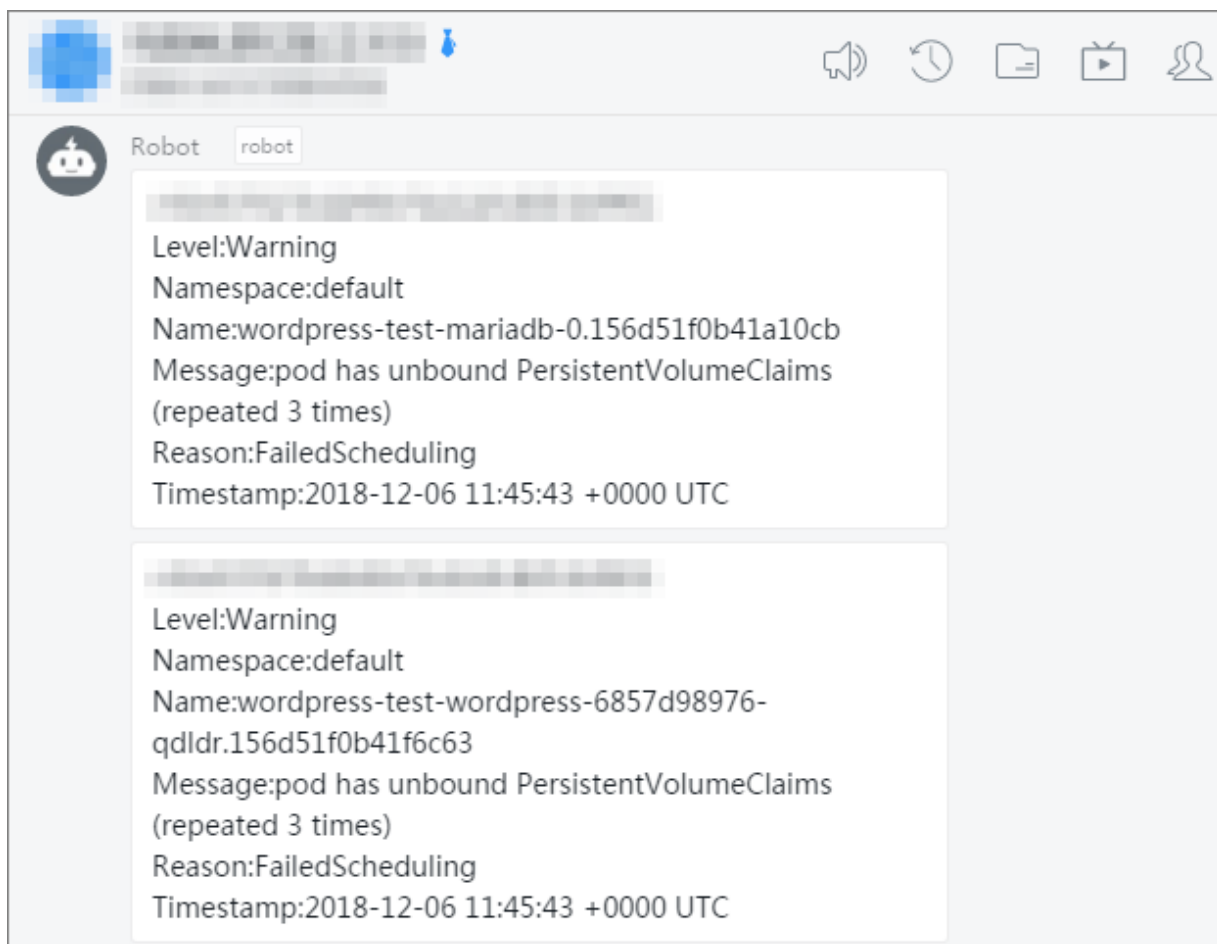 Robot robot
Level:Warning
Namespace:default
Name:wordpress-test-mariadb-0.156d51f0b41a10cb
Message:pod has unbound PersistentVolumeClaims
(repeated 3 times)
Reason:FailedScheduling
Timestamp:2018-12-06 11:45:43 +0000 UTC
Level:Warning
Namespace:default
Name:wordpress-test-wordpress-6857d98976-
qdldr.156d51f0b41f6c63
Message:pod has unbound PersistentVolumeClaims
(repeated 3 times)
Reason:FailedScheduling
Timestamp:2018-12-06 11:45:43 +0000 UTC